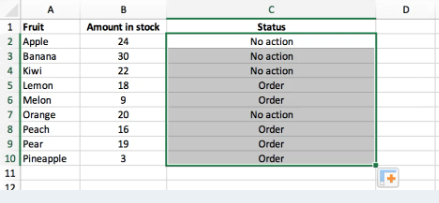 A B C D
1 Fruit Amount in stock Status
2 Apple 24 No action
3 Banana 30 No action
4 Kiwi 22 No action
5 Lemon 18 Order
6 Melon 9 Order
7 Orange 20 No action
8 Peach 16 Order
9 Pear 19 Order
10 Pineapple 3 Order
11
12